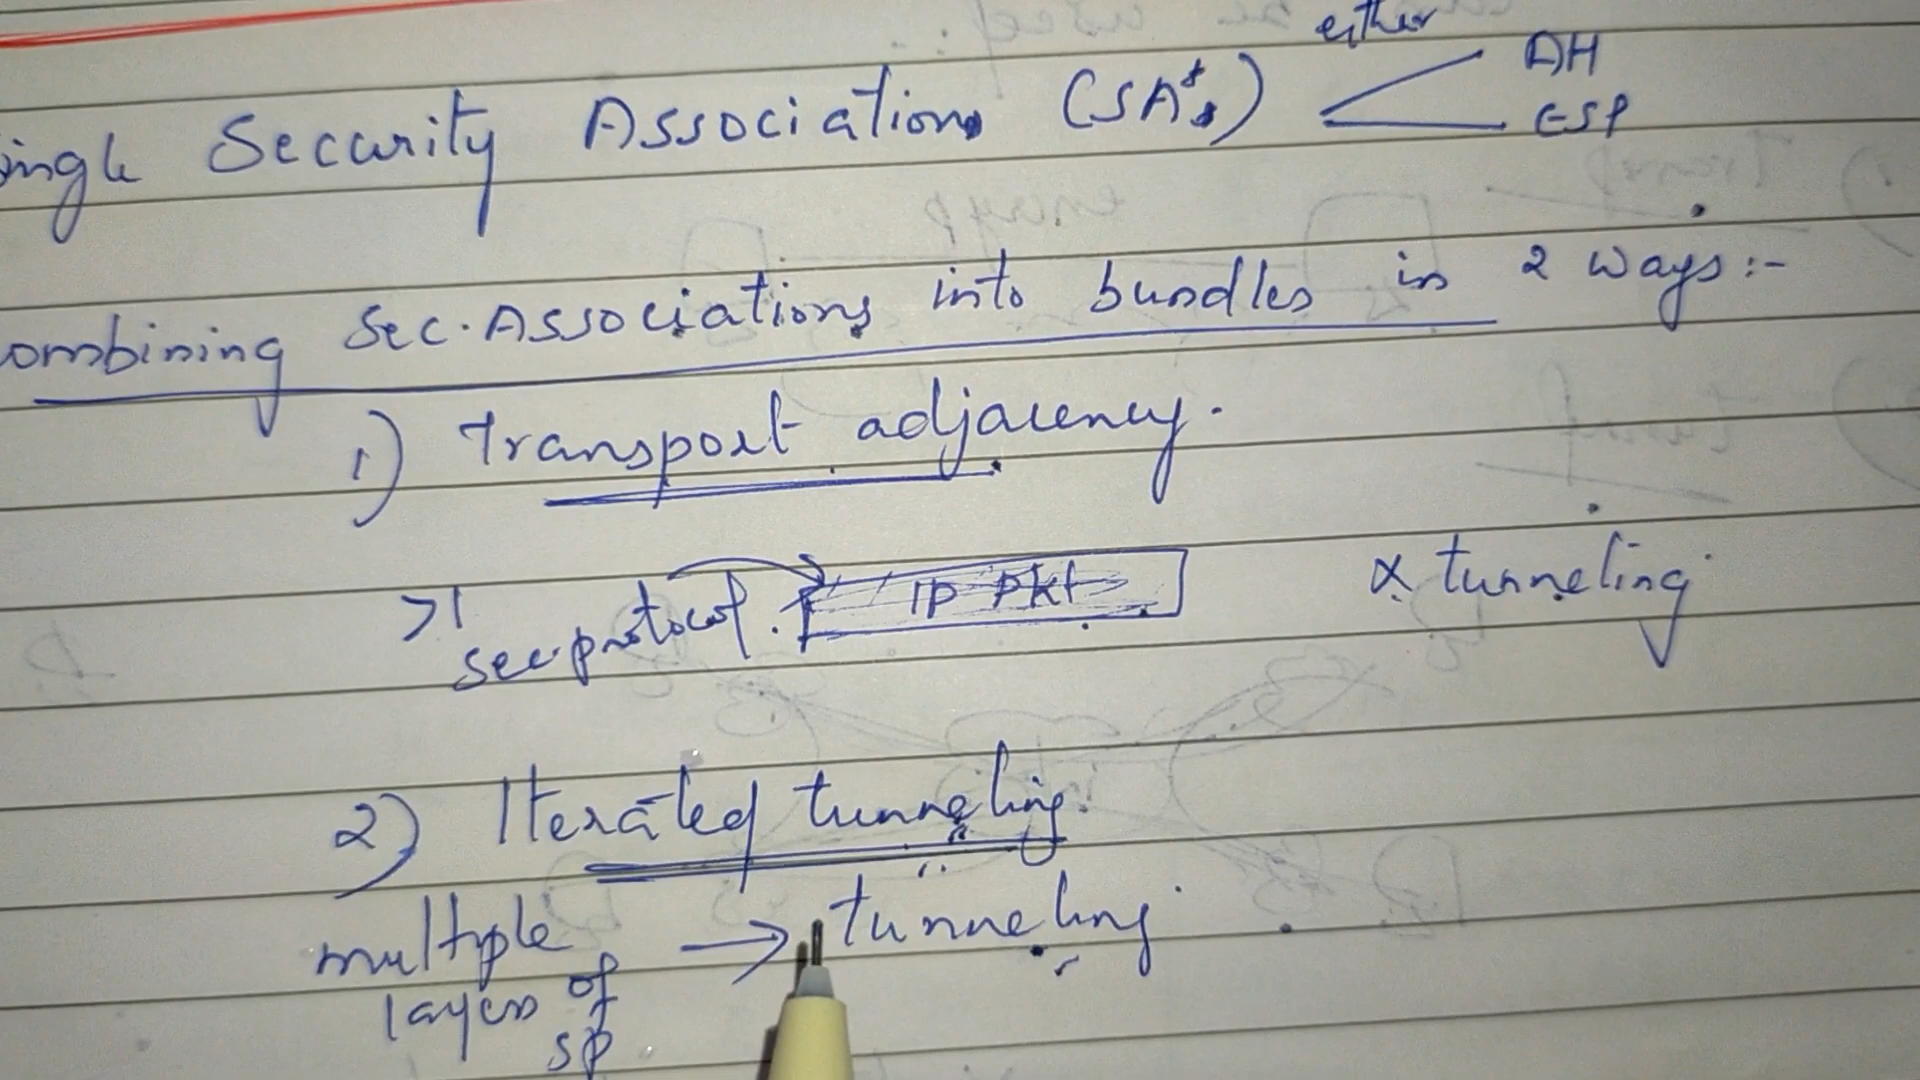 either
ingle Security Associations (SA's) AH
ESP
ombining Sec. Associations into bundles in 2 ways :-
1) Transport adjacency.
>1 sec protocol. IP Pkt x tunneling
2) Iterated tunneling.
multiple → tunneling
layers of
SP